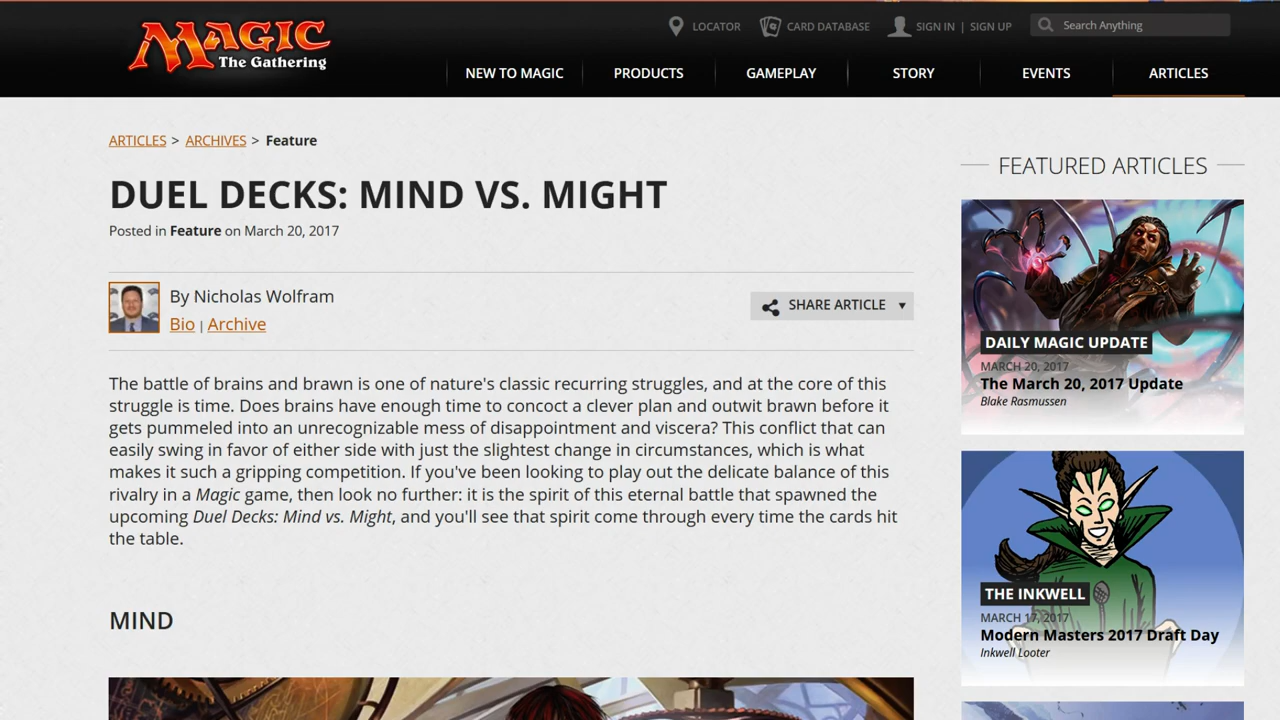 MAGIC
The Gathering
LOCATOR
CARD DATABASE
SIGN IN | SIGN UP
Search Anything
NEW TO MAGIC
PRODUCTS
GAMEPLAY
STORY
EVENTS
ARTICLES
ARTICLES > ARCHIVES > Feature
DUEL DECKS: MIND VS. MIGHT
Posted in Feature on March 20, 2017
By Nicholas Wolfram
Bio | Archive
SHARE ARTICLE
The battle of brains and brawn is one of nature's classic recurring struggles, and at the core of this
struggle is time. Does brains have enough time to concoct a clever plan and outwit brawn before it
gets pummeled into an unrecognizable mess of disappointment and viscera? This conflict that can
easily swing in favor of either side with just the slightest change in circumstances, which is what
makes it such a gripping competition. If you've been looking to play out the delicate balance of this
rivalry in a Magic game, then look no further: it is the spirit of this eternal battle that spawned the
upcoming Duel Decks: Mind vs. Might, and you'll see that spirit come through every time the cards hit
the table.
MIND
FEATURED ARTICLES
DAILY MAGIC UPDATE
MARCH 20, 2017
The March 20, 2017 Update
Blake Rasmussen
THE INKWELL
MARCH 17, 2017
Modern Masters 2017 Draft Day
Inkwell Looter